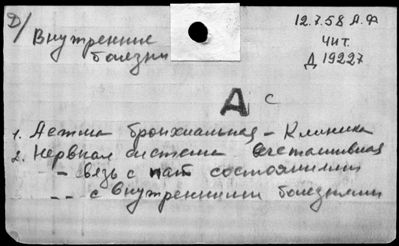 Д/ Внутренние
болезни
12.7.58 А.Ф
Чит.
Д 19227
А с
1. Астма бронхиальная – Клиника
2. Нервная система
– связь с пат состояниями
– – с внутренними болезнями